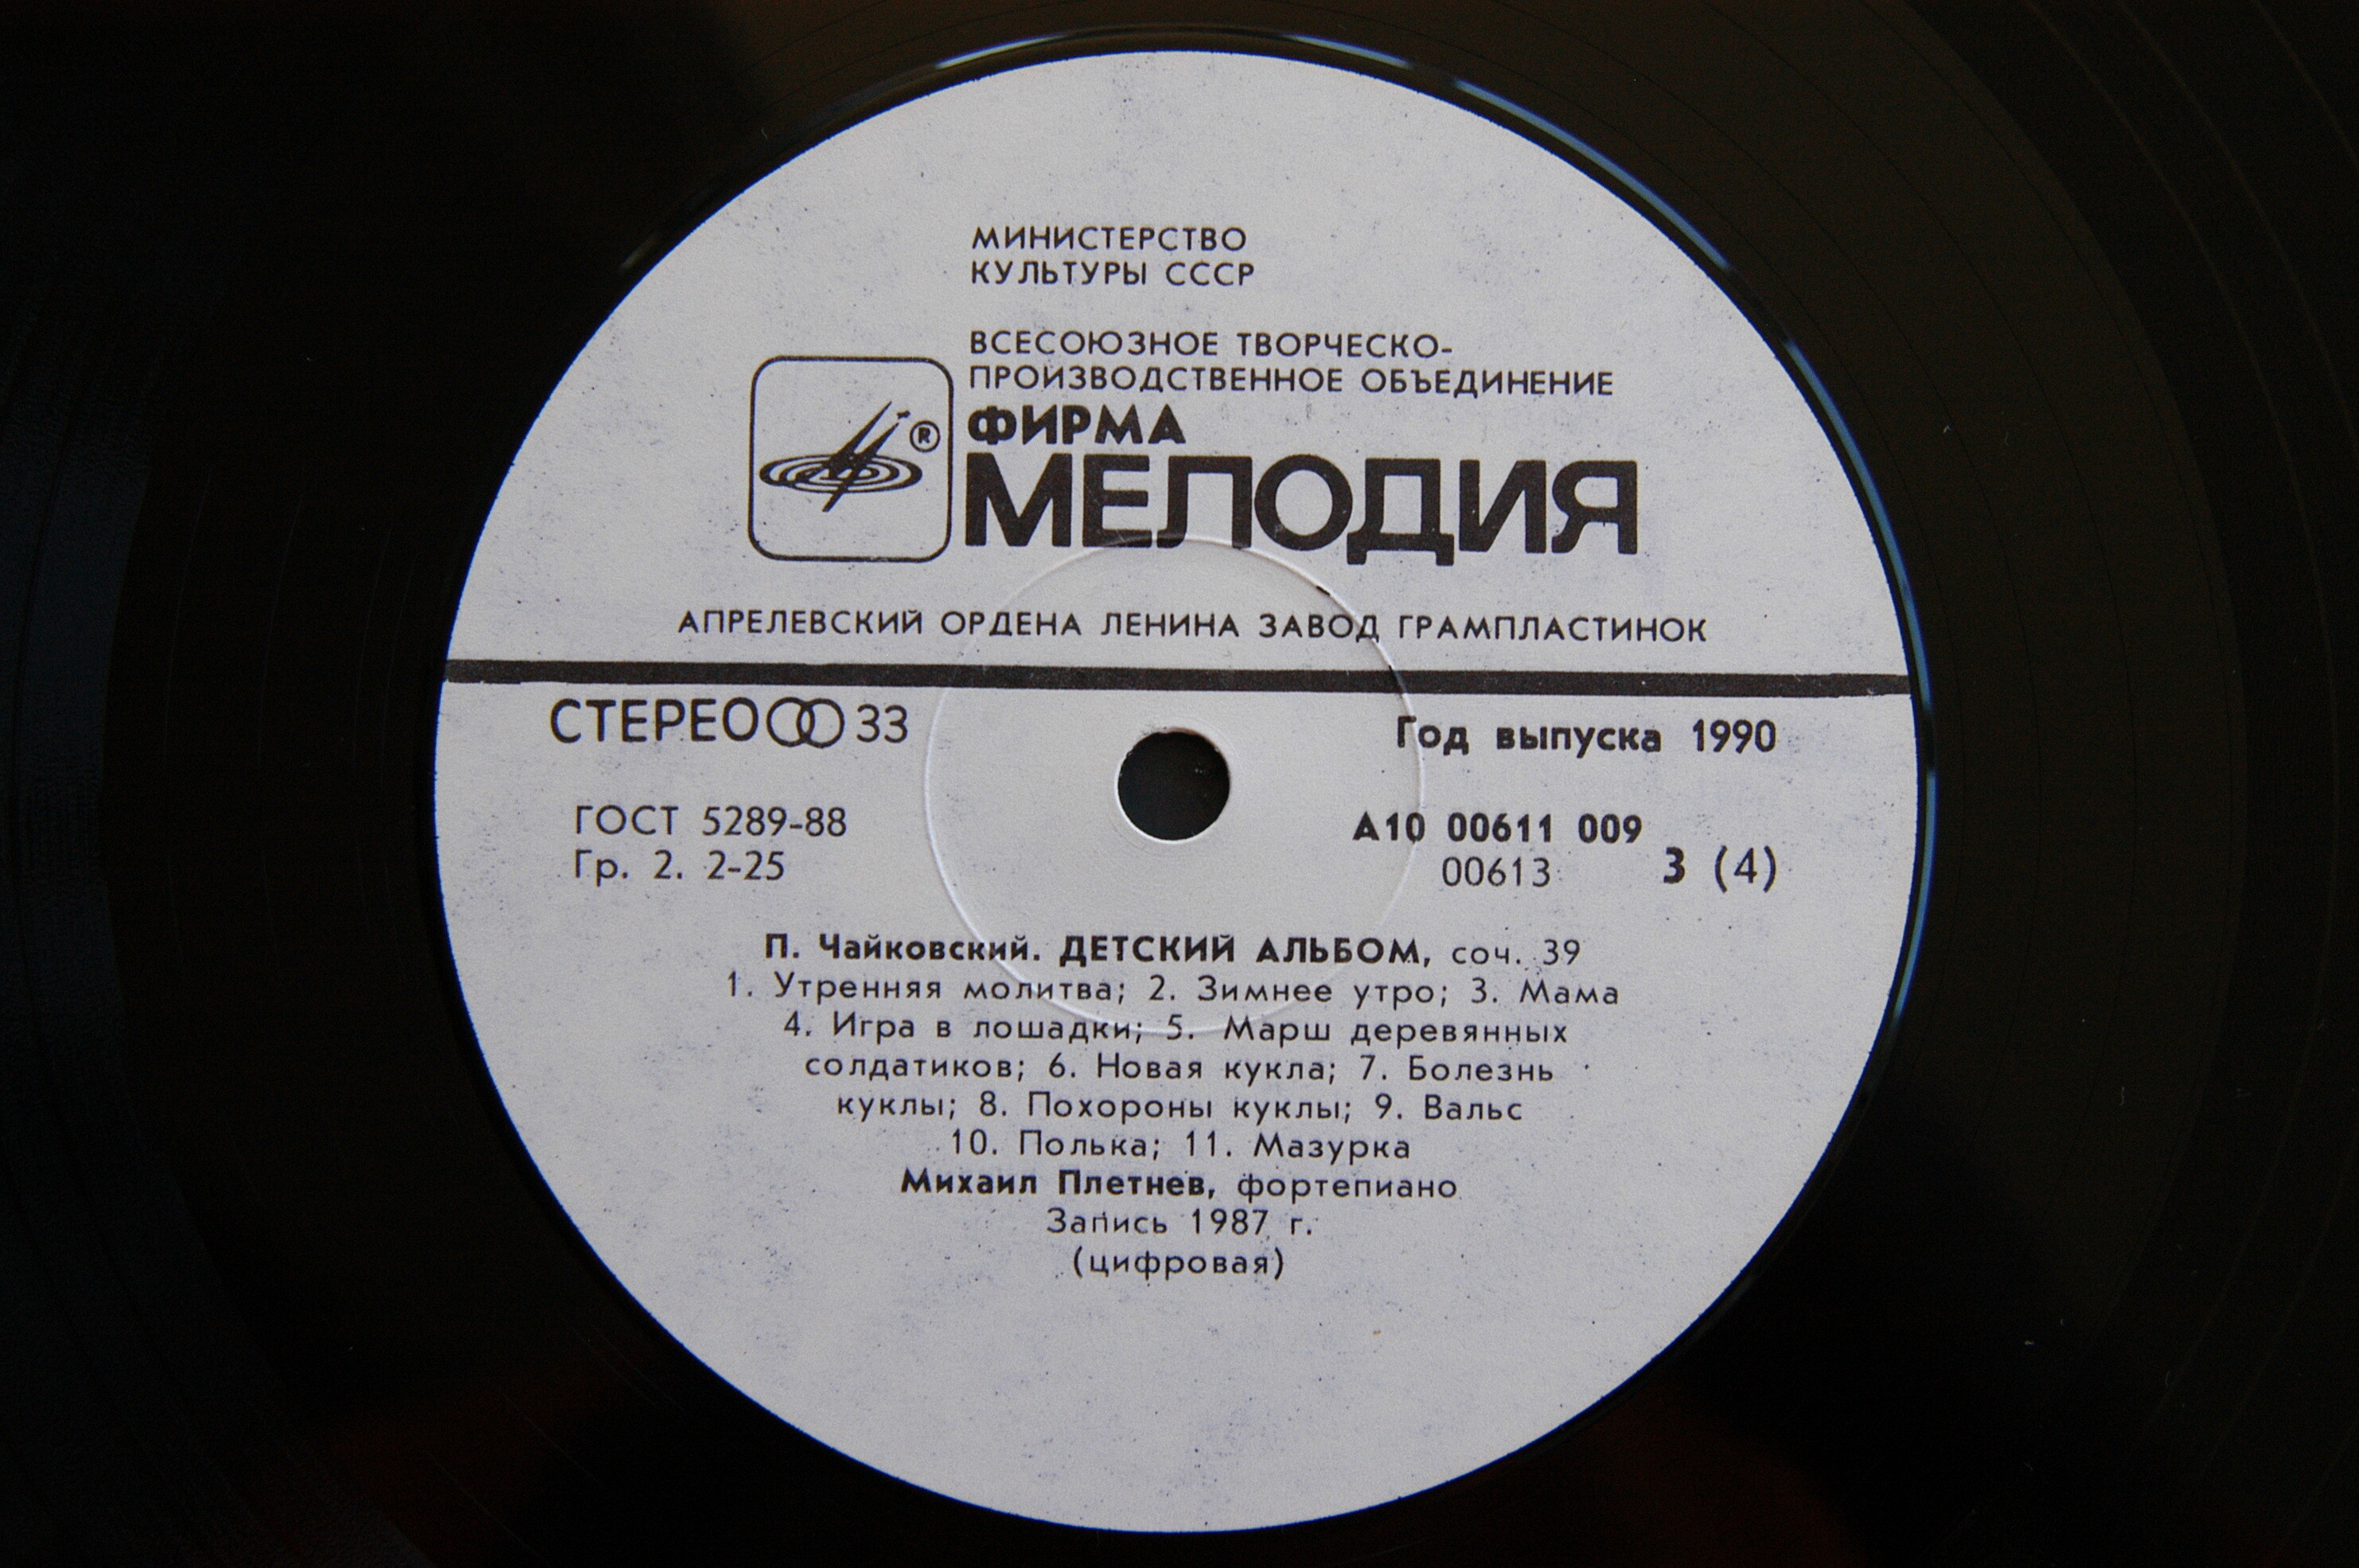 МИНИСТЕРСТВО
КУЛЬТУРЫ СССР
ВСЕСОЮЗНОЕ ТВОРЧЕСКО-
ПРОИЗВОДСТВЕННОЕ ОБЪЕДИНЕНИЕ
ФИРМА
®
МЕЛОДИЯ
АПРЕЛЕВСКИЙ ОРДЕНА ЛЕНИНА ЗАВОД ГРАМПЛАСТИНОК
СТЕРЕО 33
Год выпуска 1990
ГОСТ 5289-88
Гр. 2. 2-25
А10 00611 009
00613 3 (4)
П. Чайковский. ДЕТСКИЙ АЛЬБОМ, соч. 39
1. Утренняя молитва; 2. Зимнее утро; 3. Мама
4. Игра в лошадки; 5. Марш деревянных
солдатиков; 6. Новая кукла; 7. Болезнь
куклы; 8. Похороны куклы; 9. Вальс
10. Полька; 11. Мазурка
Михаил Плетнев, фортепиано
Запись 1987 г.
(цифровая)